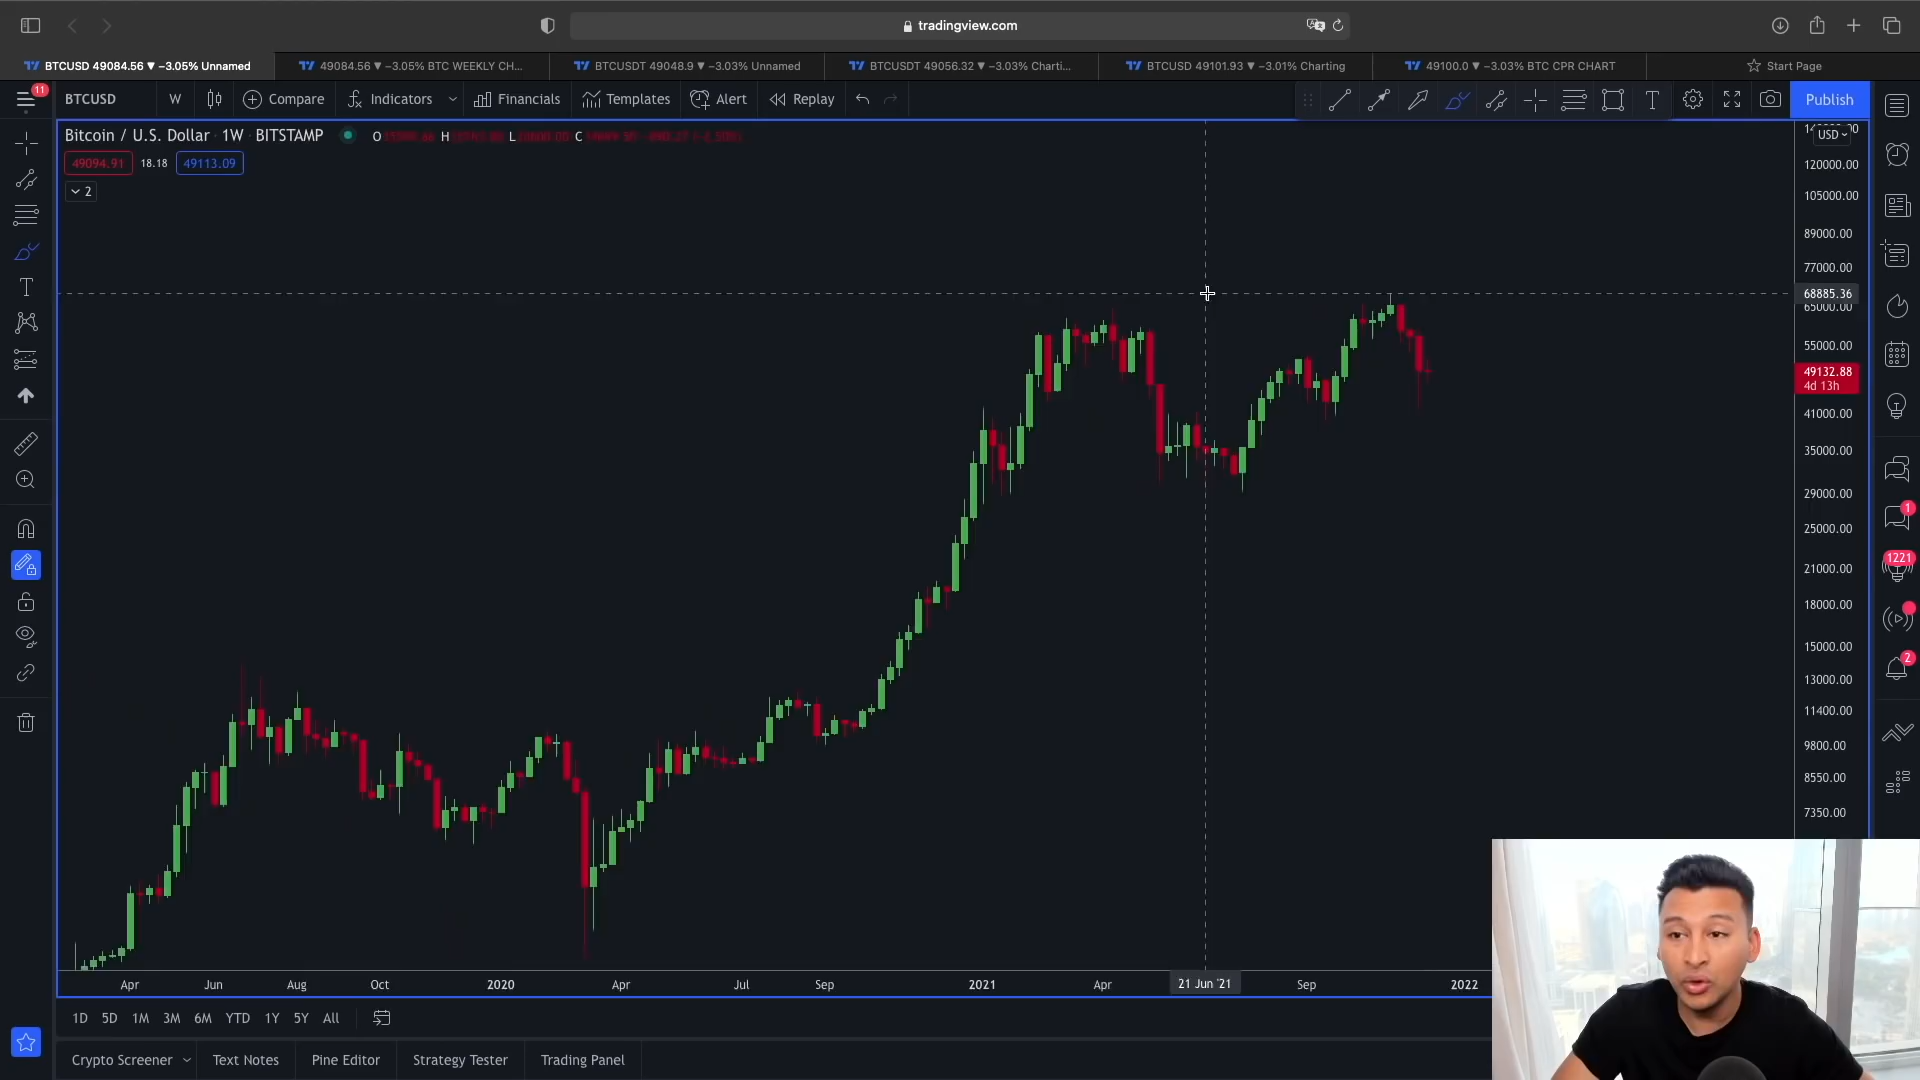 tradingview.com
BTCUSD 49084.56 ▼ −3.05% Unnamed
49084.56 ▼ −3.05% BTC WEEKLY CH...
BTCUSDT 49048.9 ▼ −3.03% Unnamed
BTCUSDT 49056.32 ▼ −3.03% Charti...
BTCUSD 49101.93 ▼ −3.01% Charting
49100.0 ▼ −3.03% BTC CPR CHART
Start Page
11
BTCUSD
W
Compare
Indicators
Financials
Templates
Alert
Replay
T
Publish
Bitcoin / U.S. Dollar · 1W · BITSTAMP
O H L C
49094.91 18.18 49113.09
2
USD
120000.00
105000.00
89000.00
77000.00
68885.36
65000.00
55000.00
49132.88
4d 13h
41000.00
35000.00
29000.00
25000.00
21000.00
18000.00
15000.00
13000.00
11400.00
9800.00
8550.00
7350.00
T
1
1221
2
Apr Jun Aug Oct 2020 Apr Jul Sep 2021 Apr 21 Jun '21 Sep 2022
1D 5D 1M 3M 6M YTD 1Y 5Y All
Crypto Screener Text Notes Pine Editor Strategy Tester Trading Panel